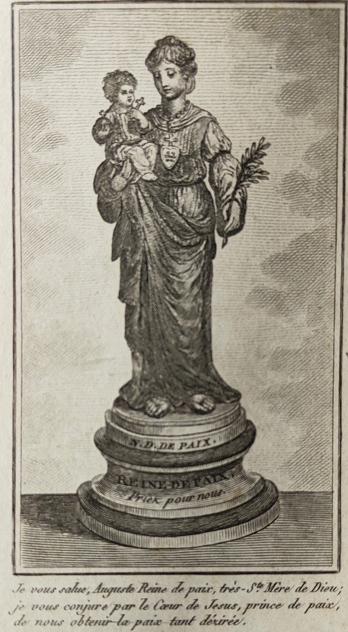 N.D. DE PAIX.
REINE-DE PAIX,
Priez pour nous.
Je vous salue, Auguste Reine de paix, très-Ste Mère de Dieu;
je vous conjure par le Cœur de Jesus, prince de paix,
de nous obtenir la paix tant désirée.